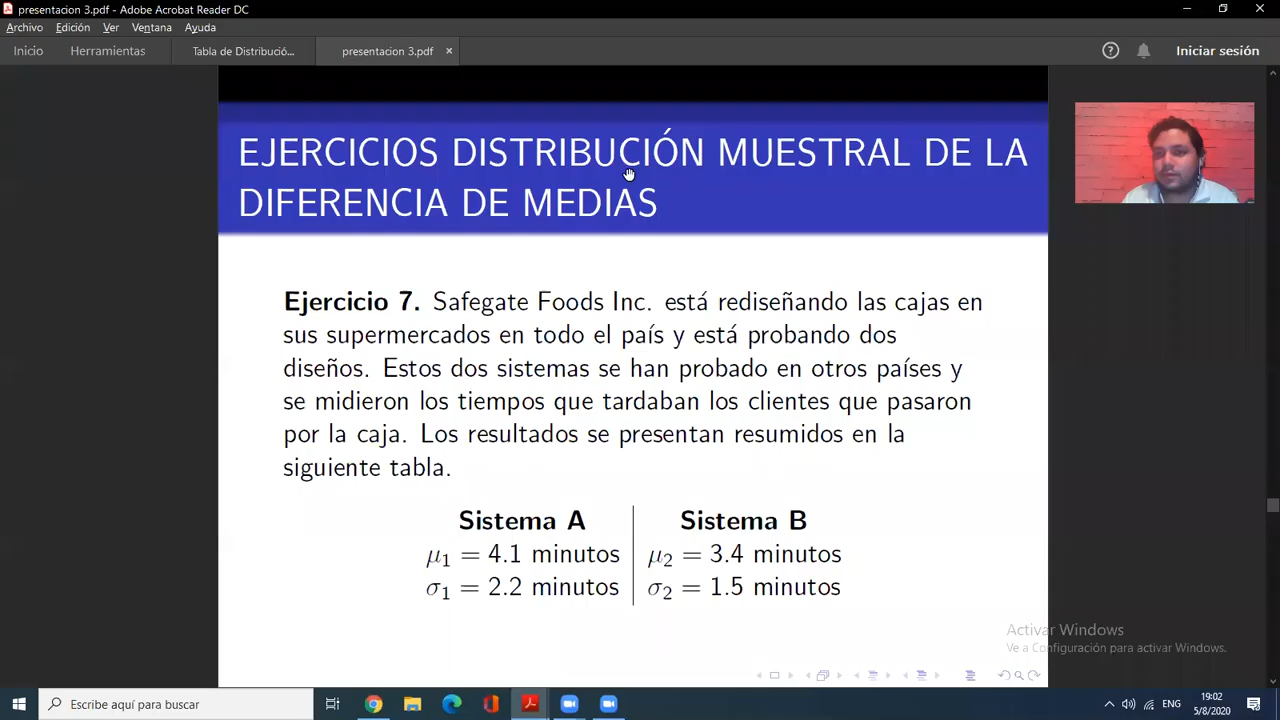 presentacion 3.pdf - Adobe Acrobat Reader DC
Archivo Edición Ver Ventana Ayuda
Inicio Herramientas Tabla de Distribució... presentacion 3.pdf × Iniciar sesión
EJERCICIOS DISTRIBUCIÓN MUESTRAL DE LA
DIFERENCIA DE MEDIAS
Ejercicio 7. Safegate Foods Inc. está rediseñando las cajas en
sus supermercados en todo el país y está probando dos
diseños. Estos dos sistemas se han probado en otros países y
se midieron los tiempos que tardaban los clientes que pasaron
por la caja. Los resultados se presentan resumidos en la
siguiente tabla.
Sistema A Sistema B
μ1 = 4.1 minutos μ2 = 3.4 minutos
σ1 = 2.2 minutos σ2 = 1.5 minutos
Activar Windows
Ve a Configuración para activar Windows.
Escribe aquí para buscar
ENG
19:02
5/8/2020